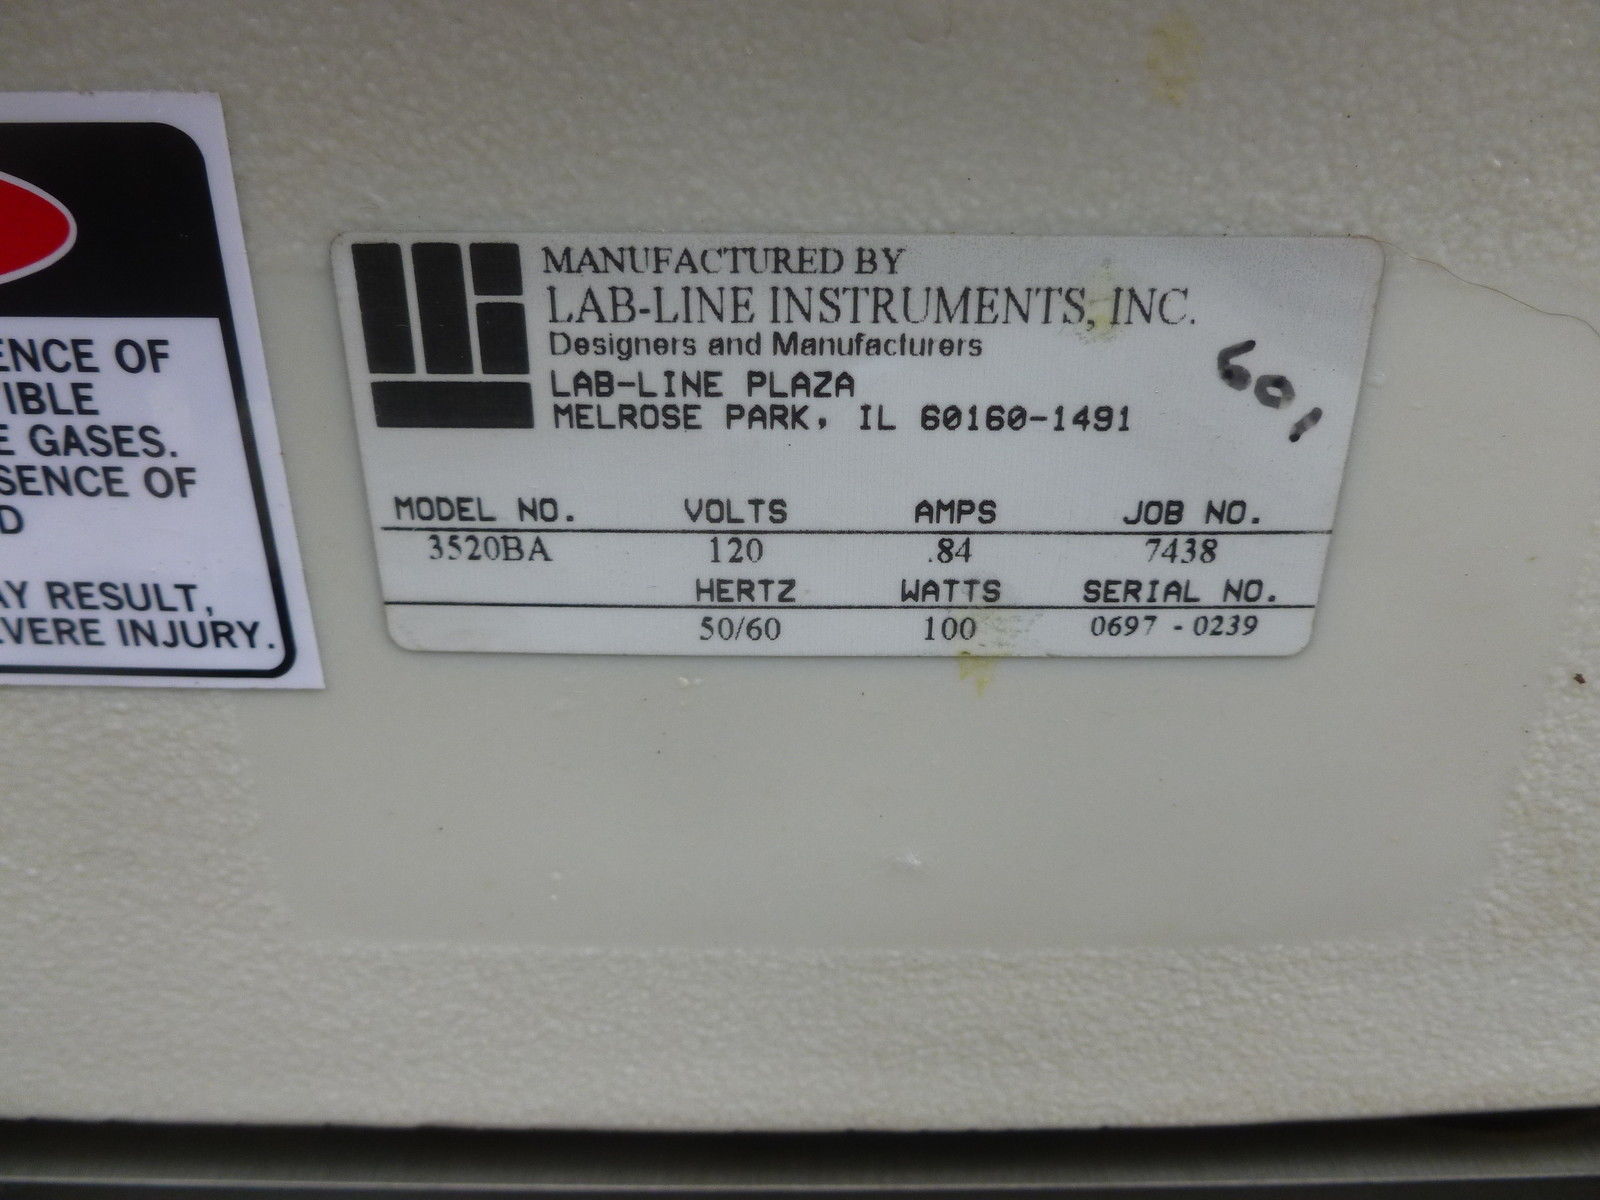 ENCE OF
IBLE
E GASES.
SENCE OF
D
AY RESULT,
EVERE INJURY.
MANUFACTURED BY
LAB-LINE INSTRUMENTS, INC.
Designers and Manufacturers
LAB-LINE PLAZA
MELROSE PARK, IL 60160-1491
601
MODEL NO. VOLTS AMPS JOB NO.
3520BA 120 .84 7438
HERTZ WATTS SERIAL NO.
50/60 100 0697 - 0239